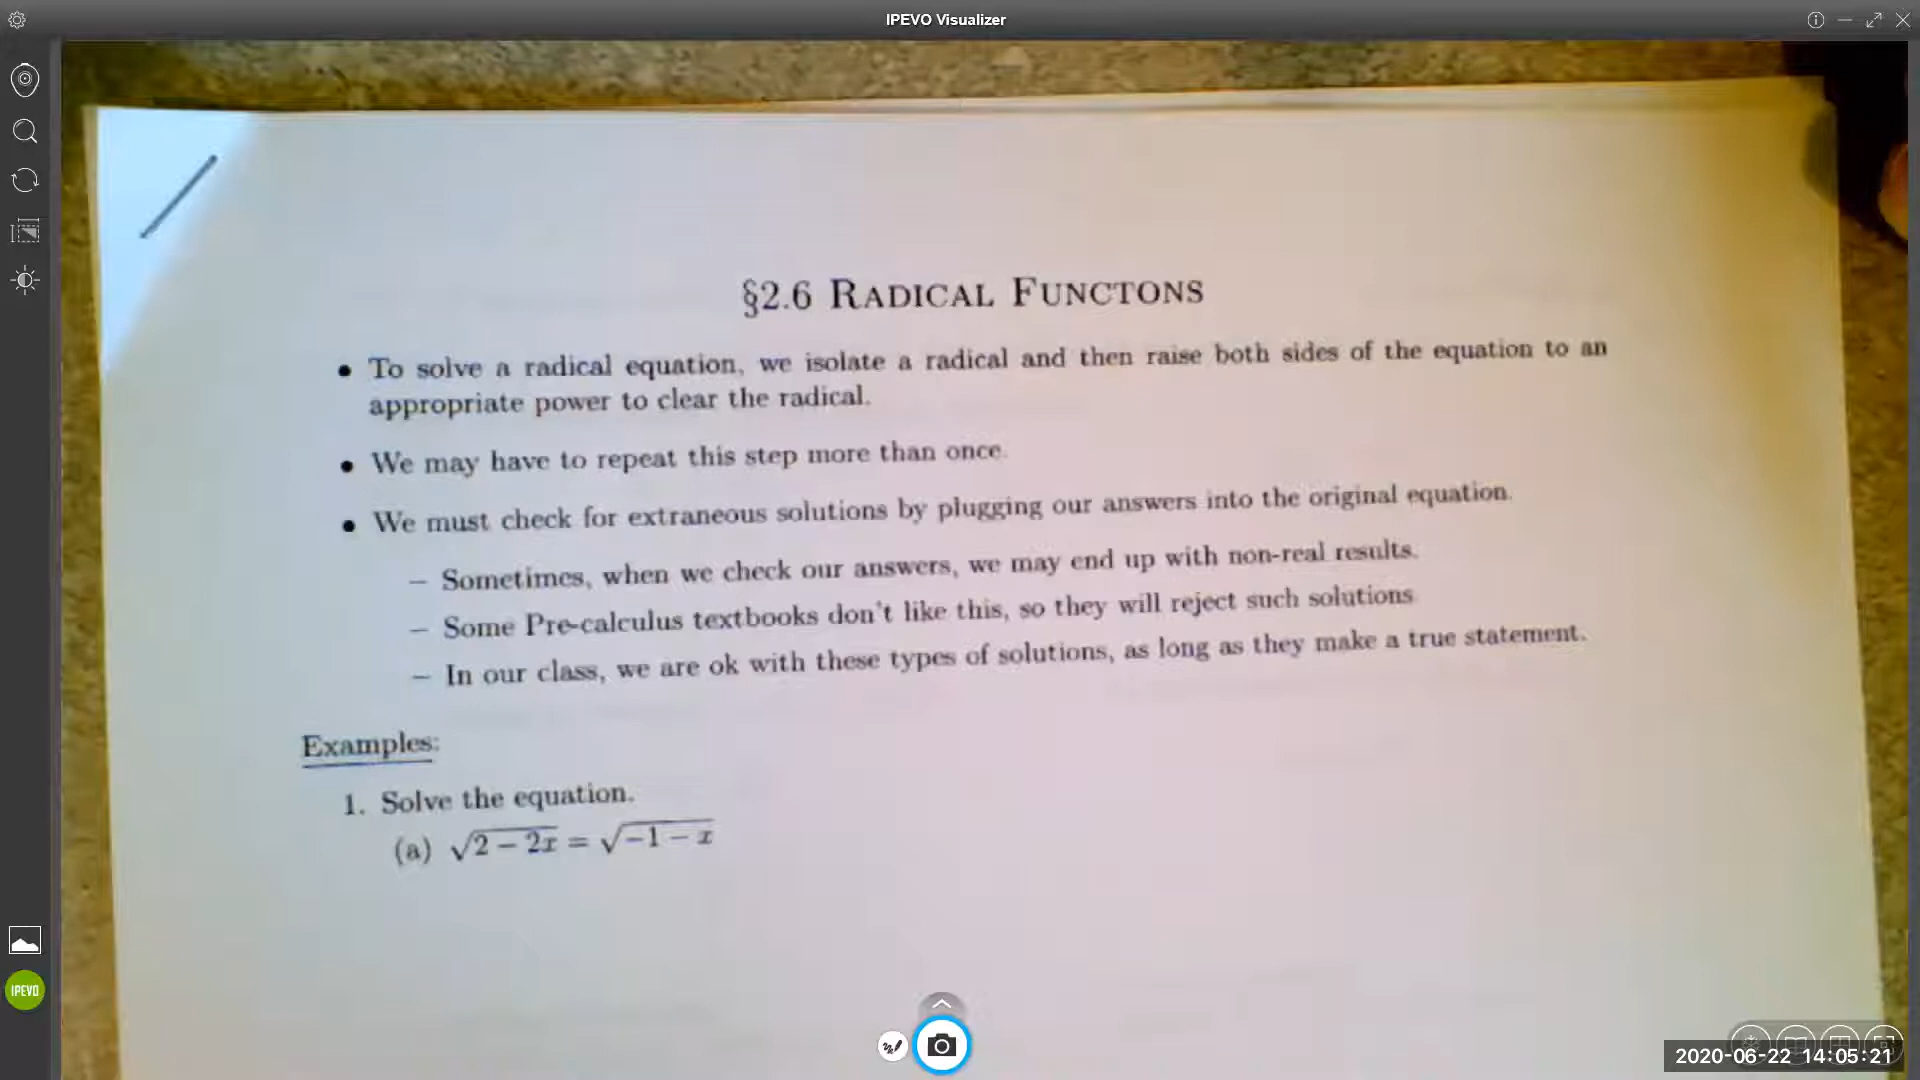 IPEVO Visualizer
§2.6 RADICAL FUNCTONS
• To solve a radical equation, we isolate a radical and then raise both sides of the equation to an
appropriate power to clear the radical.
• We may have to repeat this step more than once.
• We must check for extraneous solutions by plugging our answers into the original equation.
– Sometimes, when we check our answers, we may end up with non-real results.
– Some Pre-calculus textbooks don't like this, so they will reject such solutions
– In our class, we are ok with these types of solutions, as long as they make a true statement.
Examples:
1. Solve the equation.
(a) √2 − 2x = √−1 − x
IPEVO
2020-06-22 14:05:21